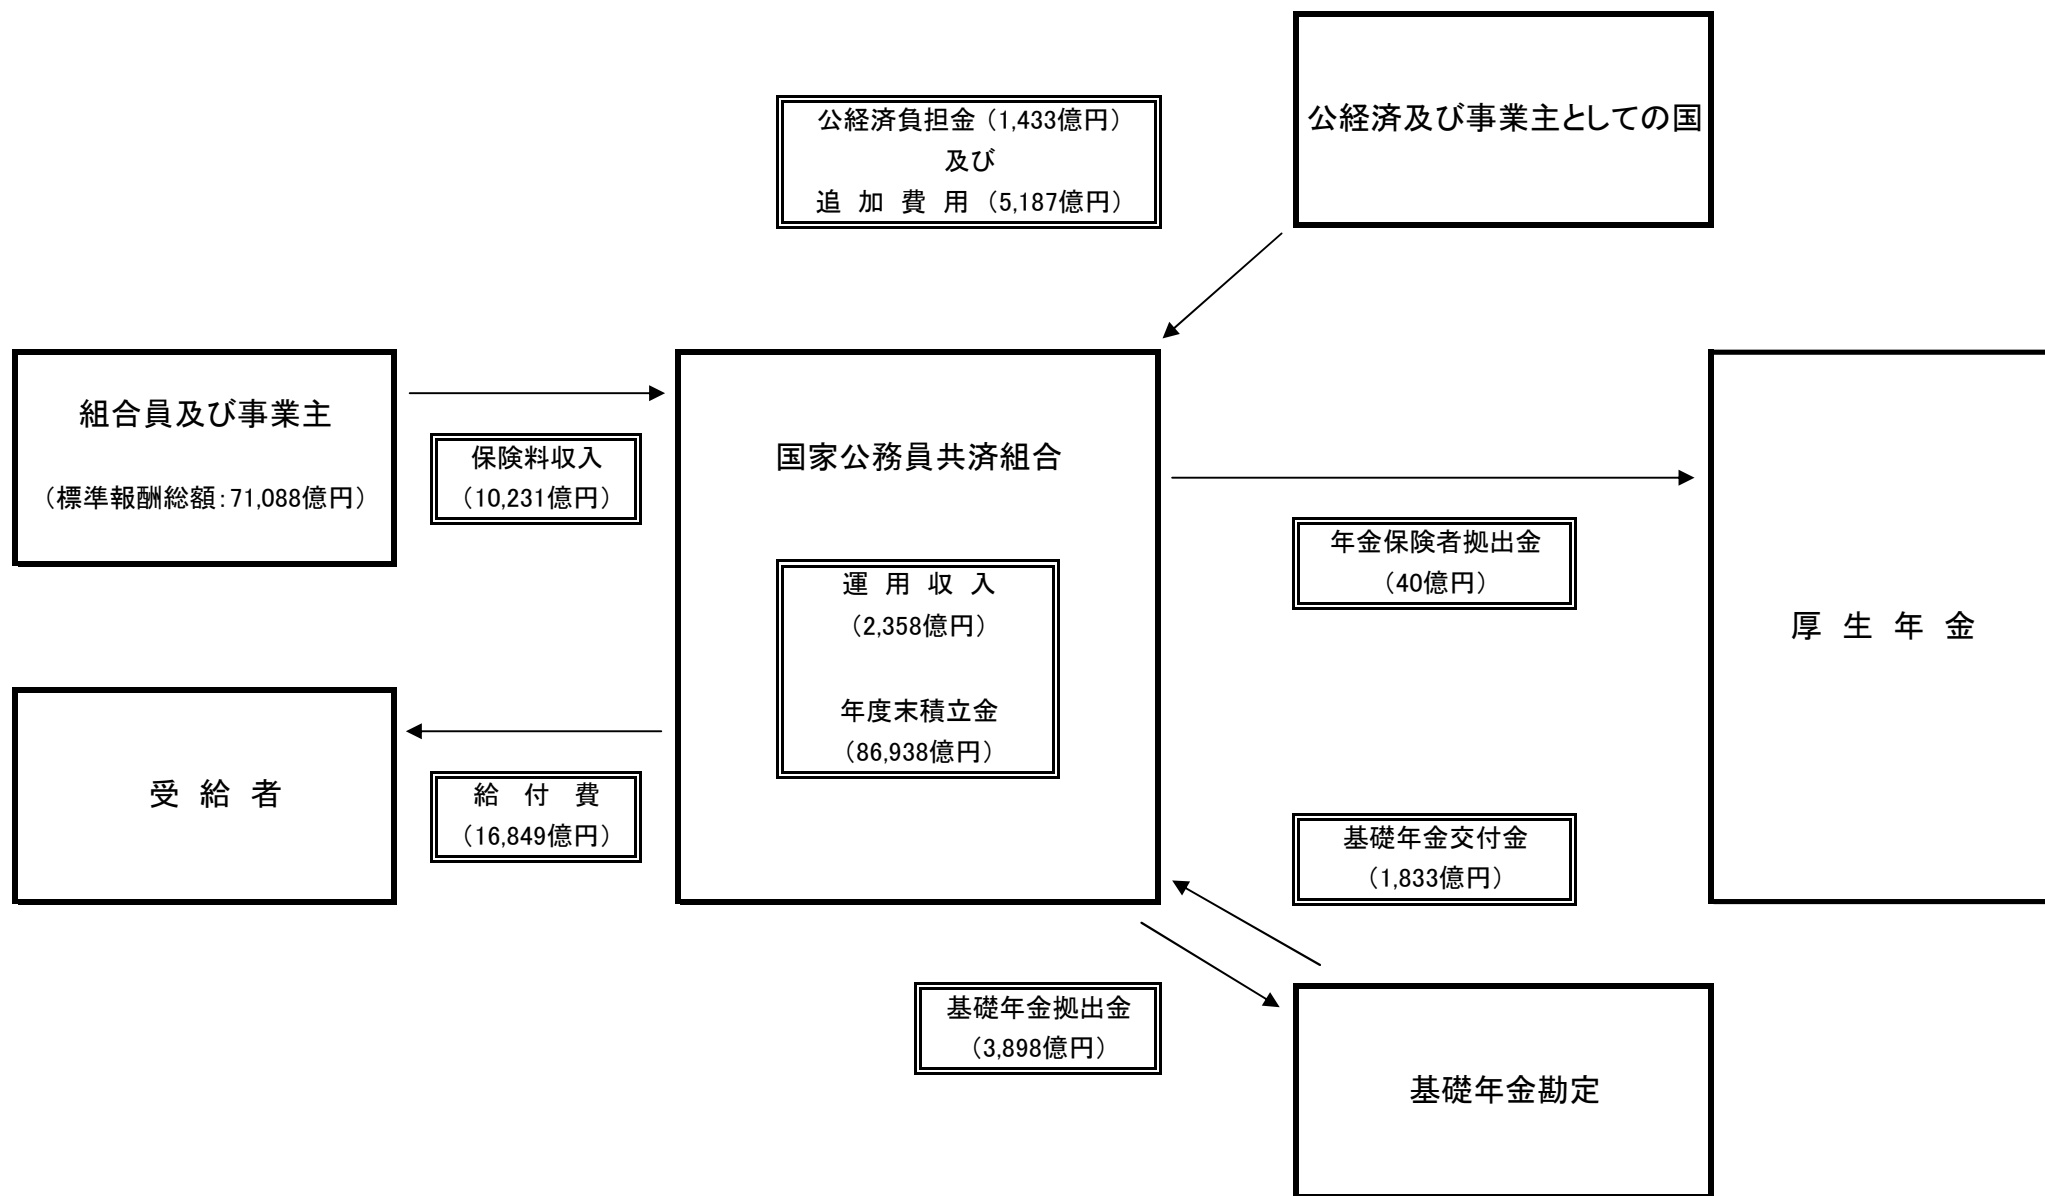 公経済及び事業主としての国
公経済負担金（1,433億円）
及び
追 加 費 用（5,187億円）
組合員及び事業主
（標準報酬総額：71,088億円）
保険料収入
（10,231億円）
国家公務員共済組合
運 用 収 入
（2,358億円）
年度末積立金
（86,938億円）
年金保険者拠出金
（40億円）
厚 生 年 金
受 給 者
給 付 費
（16,849億円）
基礎年金交付金
（1,833億円）
基礎年金拠出金
（3,898億円）
基礎年金勘定